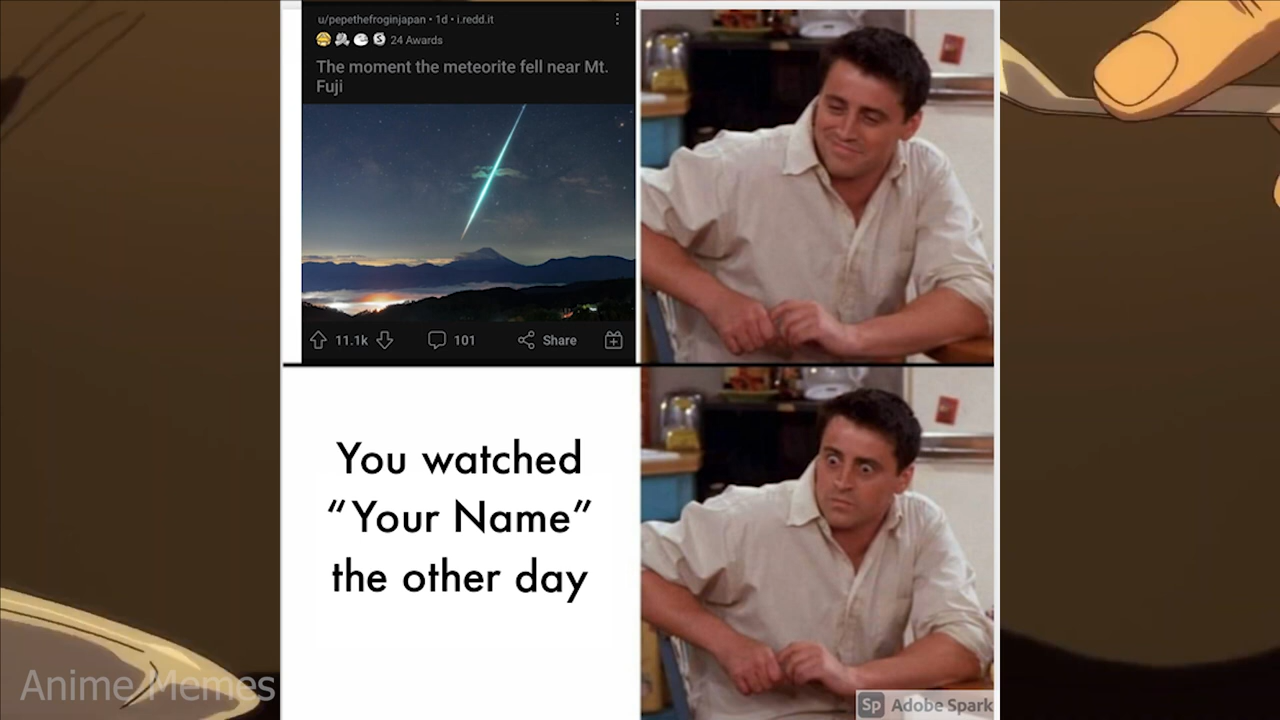 u/pepethefroginjapan • 1d • i.redd.it
24 Awards
The moment the meteorite fell near Mt.
Fuji
11.1k
101
Share
You watched
“Your Name”
the other day
Anime Memes
Sp Adobe Spark